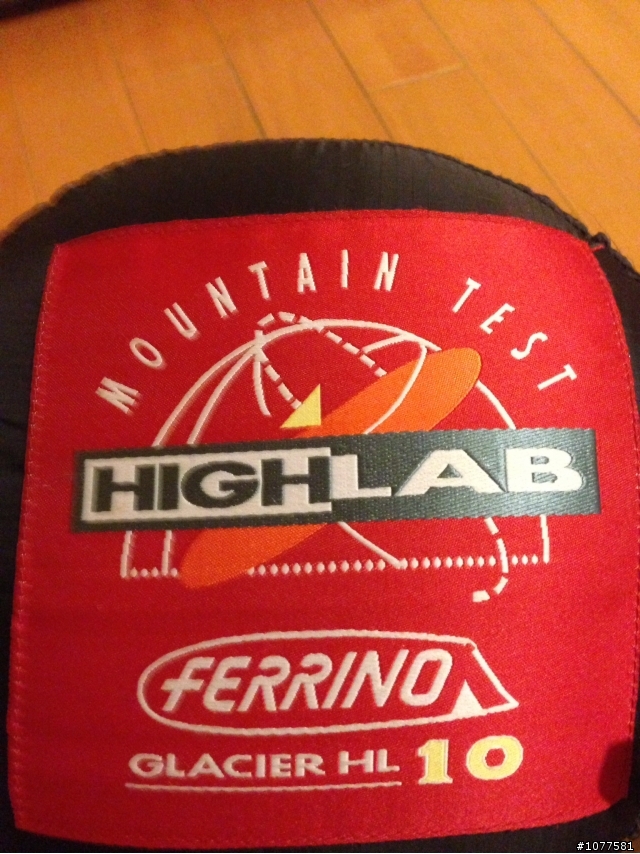 MOUNTAIN TEST
HIGHLAB
FERRINO
GLACIER HL 10
#1077581